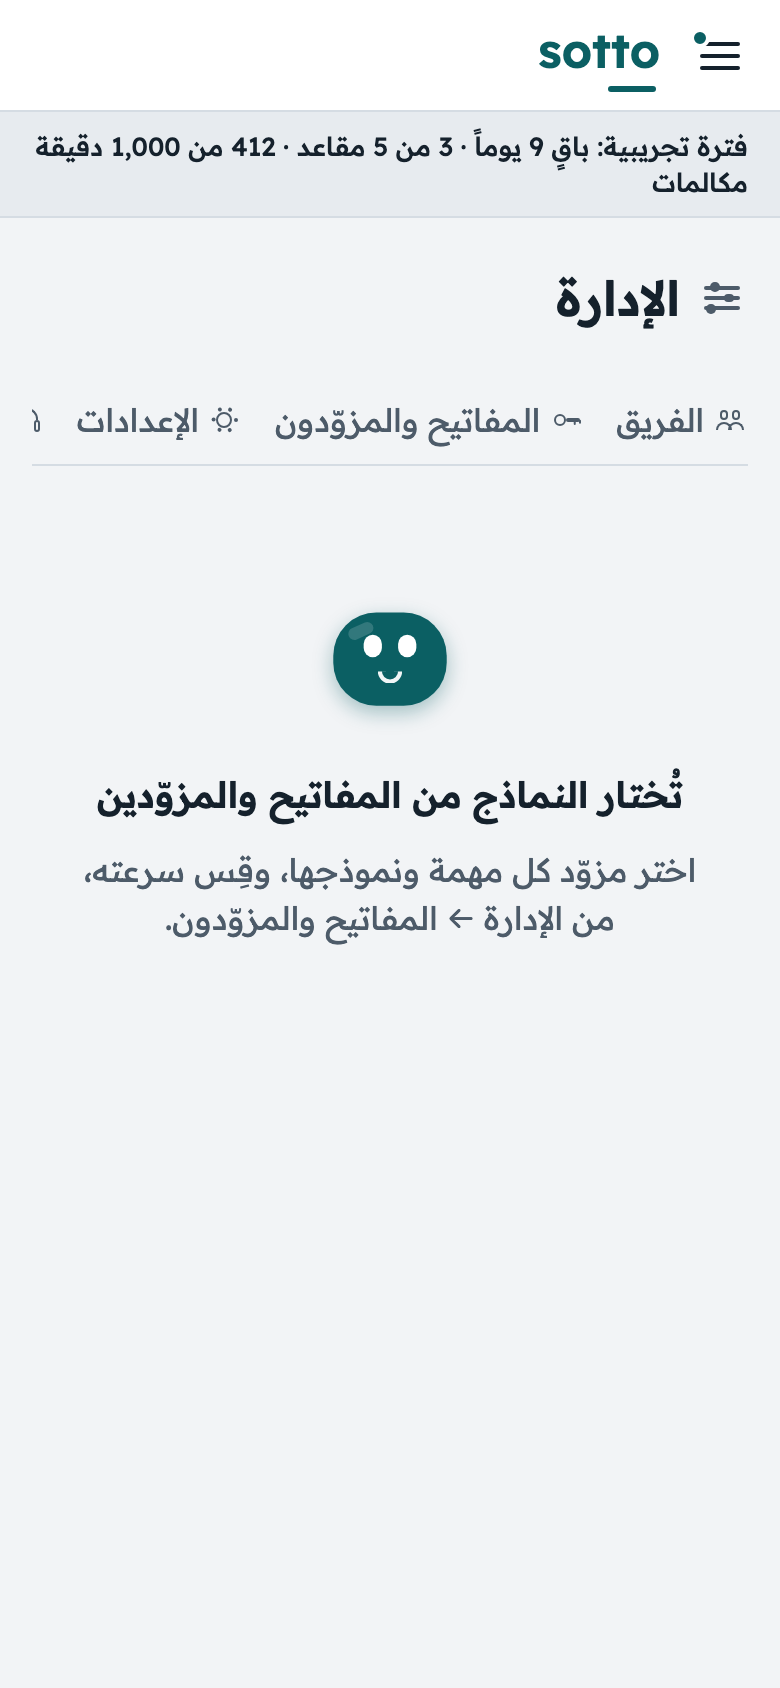 sotto
فترة تجريبية: باقٍ 9 يوماً · 3 من 5 مقاعد · 412 من 1,000 دقيقة
مكالمات
الإدارة
الفريق
المفاتيح والمزوّدون
الإعدادات
تُختار النماذج من المفاتيح والمزوّدين
اختر مزوّد كل مهمة ونموذجها، وقِس سرعته،
من الإدارة ← المفاتيح والمزوّدون.